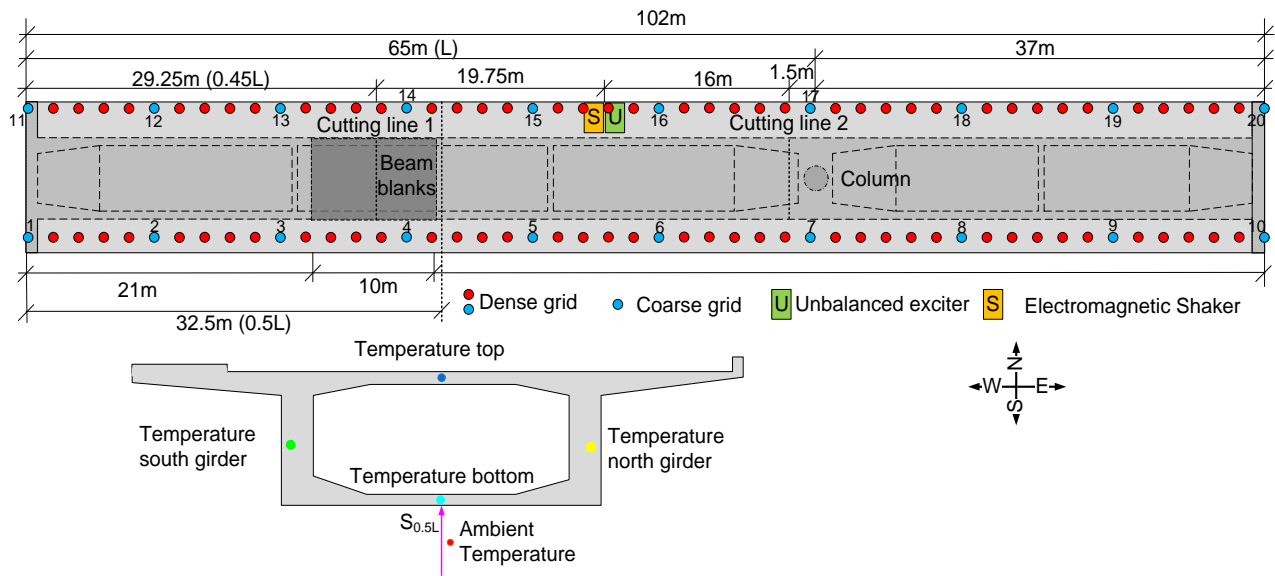 102m
65m (L)
37m
29.25m (0.45L)
19.75m
16m
1.5m
14
17
11
12
13
Cutting line 1
15
S
U
16
Cutting line 2
18
19
20
Beam
blanks
Column
1
2
3
4
5
6
7
8
9
10
21m
10m
Dense grid
Coarse grid
U
Unbalanced exciter
S
Electromagnetic Shaker
32.5m (0.5L)
Temperature top
N
W
E
S
Temperature
south girder
Temperature
north girder
Temperature bottom
S0.5L
Ambient
Temperature